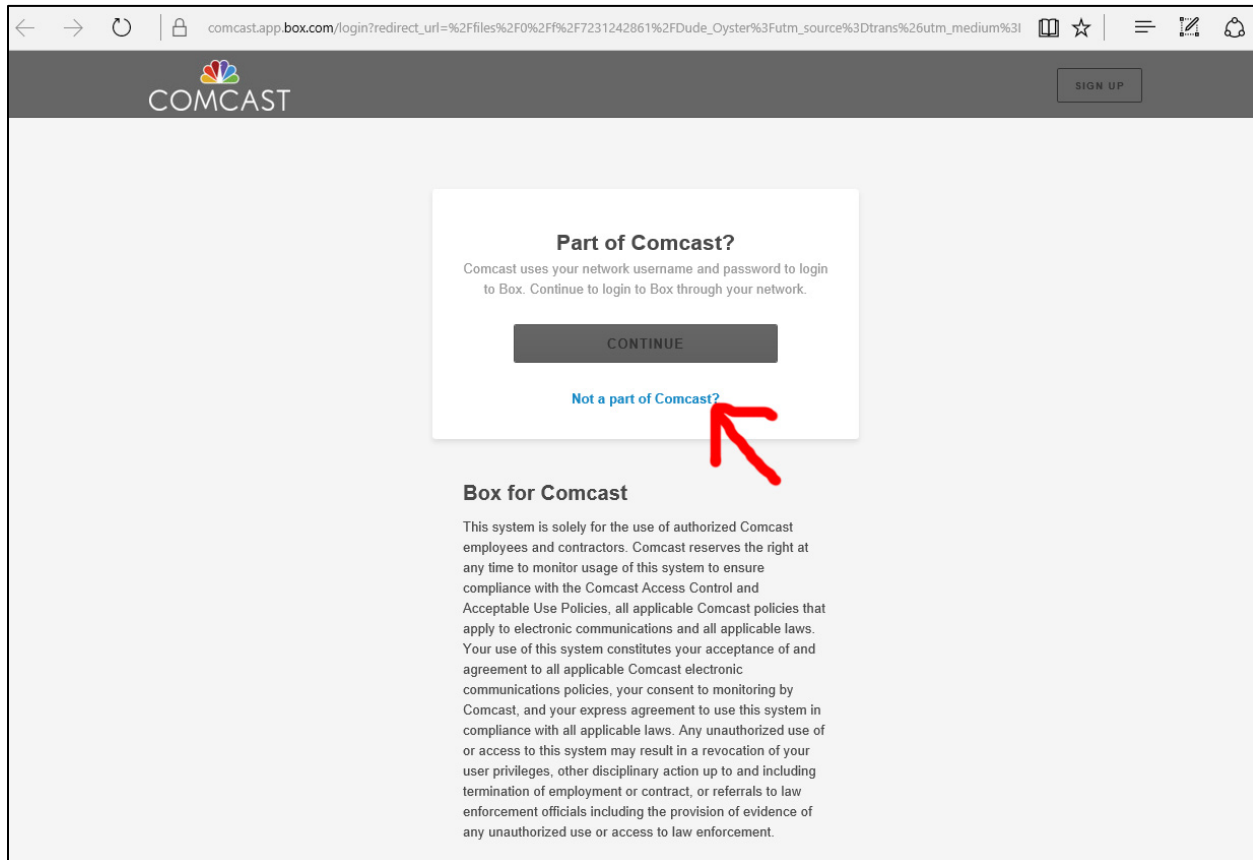 comcast.app.box.com/login?redirect_url=%2Ffiles%2F0%2Ff%2F7231242861%2FDude_Oyster%3Futm_source%3Dtrans%26utm_medium%3I
COMCAST
SIGN UP
Part of Comcast?
Comcast uses your network username and password to login
to Box. Continue to login to Box through your network.
CONTINUE
Not a part of Comcast?
Box for Comcast
This system is solely for the use of authorized Comcast
employees and contractors. Comcast reserves the right at
any time to monitor usage of this system to ensure
compliance with the Comcast Access Control and
Acceptable Use Policies, all applicable Comcast policies that
apply to electronic communications and all applicable laws.
Your use of this system constitutes your acceptance of and
agreement to all applicable Comcast electronic
communications policies, your consent to monitoring by
Comcast, and your express agreement to use this system in
compliance with all applicable laws. Any unauthorized use of
or access to this system may result in a revocation of your
user privileges, other disciplinary action up to and including
termination of employment or contract, or referrals to law
enforcement officials including the provision of evidence of
any unauthorized use or access to law enforcement.